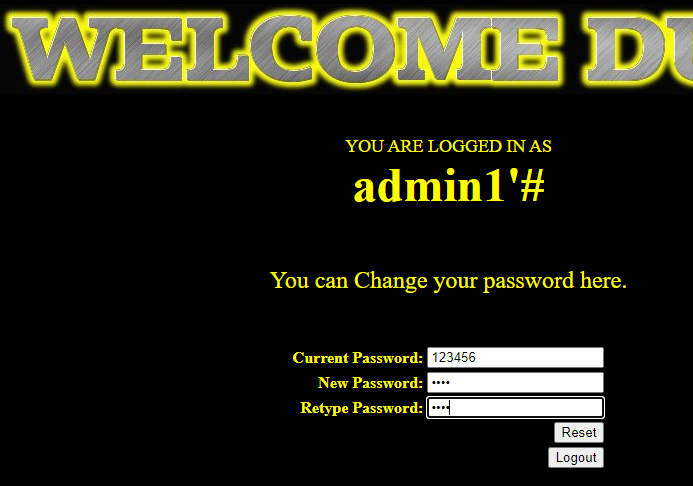 WELCOME DU
YOU ARE LOGGED IN AS
admin1'#
You can Change your password here.
Current Password: 123456
New Password: ••••
Retype Password: ••••
Reset
Logout